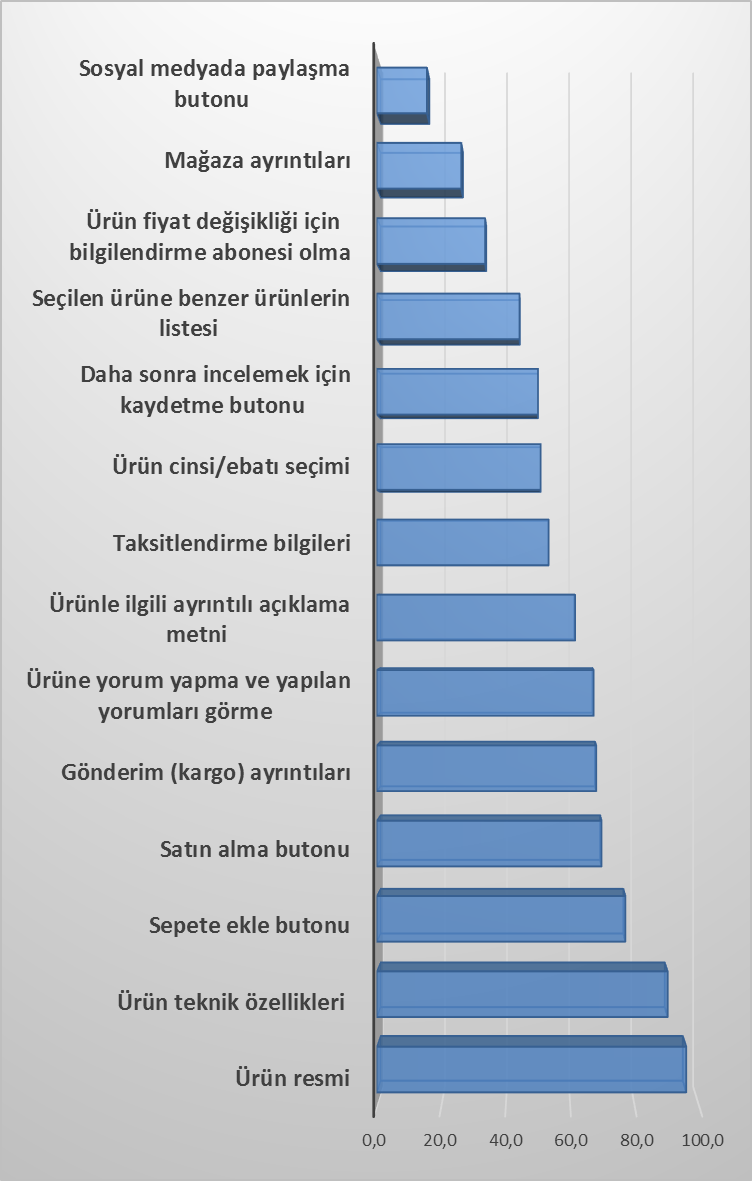 Sosyal medyada paylaşma
butonu
Mağaza ayrıntıları
Ürün fiyat değişikliği için
bilgilendirme abonesi olma
Seçilen ürüne benzer ürünlerin
listesi
Daha sonra incelemek için
kaydetme butonu
Ürün cinsi/ebatı seçimi
Taksitlendirme bilgileri
Ürünle ilgili ayrıntılı açıklama
metni
Ürüne yorum yapma ve yapılan
yorumları görme
Gönderim (kargo) ayrıntıları
Satın alma butonu
Sepete ekle butonu
Ürün teknik özellikleri
Ürün resmi
0,0 20,0 40,0 60,0 80,0 100,0